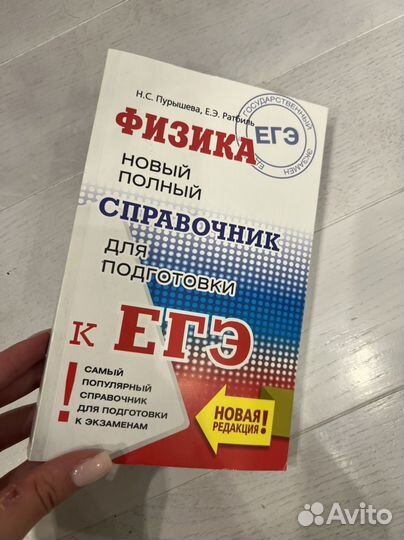 Н.С. Пурышева, Е.Э. Ратбиль
ФИЗИКА
ЕДИНЫЙ ГОСУДАРСТВЕННЫЙ ЭКЗАМЕН
ЕГЭ
НОВЫЙ
ПОЛНЫЙ
СПРАВОЧНИК
ДЛЯ
ПОДГОТОВКИ
К ЕГЭ
!
САМЫЙ
ПОПУЛЯРНЫЙ
СПРАВОЧНИК
ДЛЯ ПОДГОТОВКИ
К ЭКЗАМЕНАМ
НОВАЯ
РЕДАКЦИЯ!
Avito